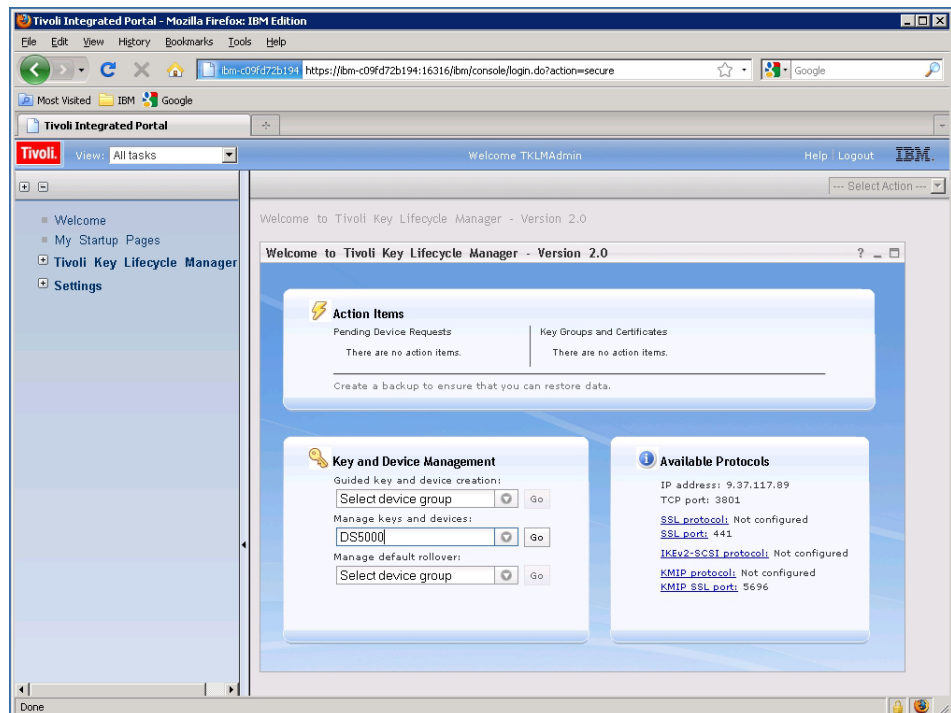 Tivoli Integrated Portal - Mozilla Firefox: IBM Edition
File Edit View History Bookmarks Tools Help
ibm-c09fd72b194 https://ibm-c09fd72b194:16316/ibm/console/login.do?action=secure
Google
Most Visited IBM Google
Tivoli Integrated Portal
Tivoli. View: All tasks Welcome TKLMAdmin Help Logout IBM.
--- Select Action ---
Welcome
My Startup Pages
Tivoli Key Lifecycle Manager
Settings
Welcome to Tivoli Key Lifecycle Manager - Version 2.0
Welcome to Tivoli Key Lifecycle Manager - Version 2.0 ?
Action Items
Pending Device Requests
There are no action items.
Key Groups and Certificates
There are no action items.
Create a backup to ensure that you can restore data.
Key and Device Management
Guided key and device creation:
Select device group Go
Manage keys and devices:
DS5000 Go
Manage default rollover:
Select device group Go
Available Protocols
IP address: 9.37.117.89
TCP port: 3801
SSL protocol: Not configured
SSL port: 441
IKEv2-SCSI protocol: Not configured
KMIP protocol: Not configured
KMIP SSL port: 5696
Done